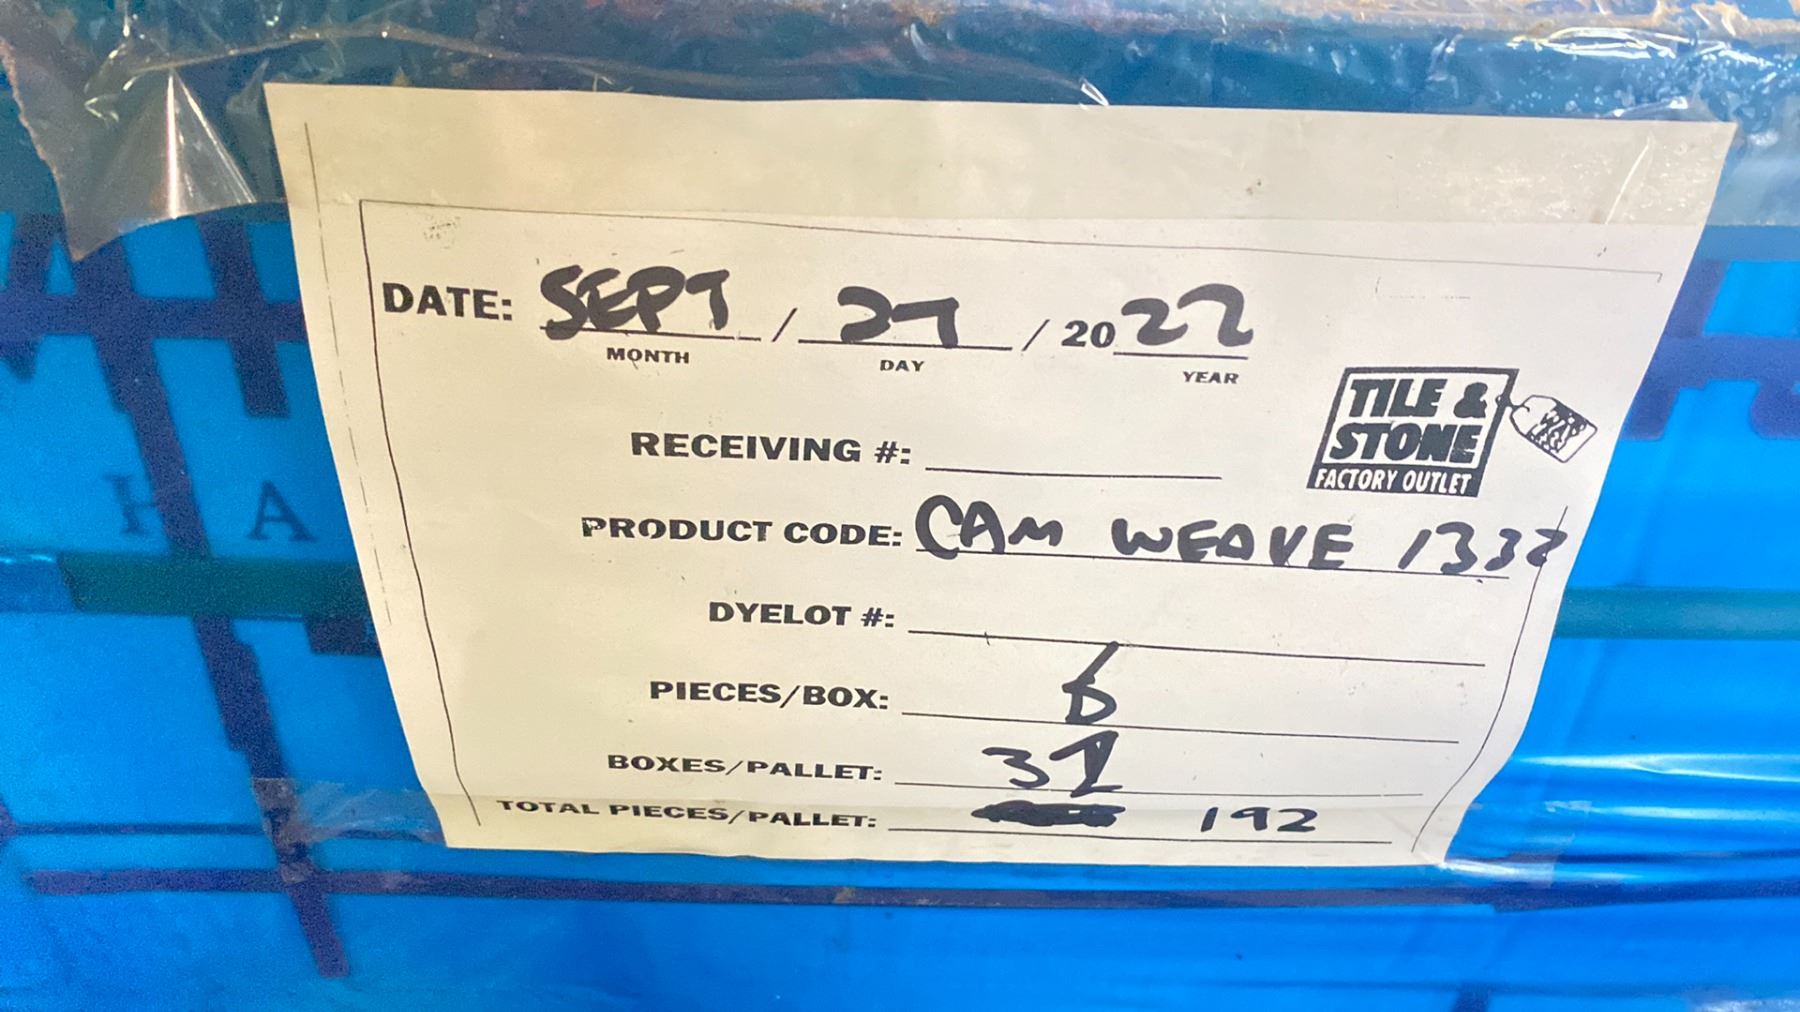 DATE: SEPT / 27 / 2022
MONTH DAY YEAR
TILE &
STONE
FACTORY OUTLET
RECEIVING #:
PRODUCT CODE: CAM WEAVE 1332
DYELOT #:
PIECES/BOX: 6
BOXES/PALLET: 32
TOTAL PIECES/PALLET: 192
H A